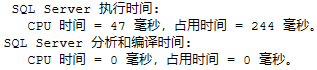 SQL Server 执行时间:
CPU 时间 = 47 毫秒，占用时间 = 244 毫秒。
SQL Server 分析和编译时间:
CPU 时间 = 0 毫秒，占用时间 = 0 毫秒。